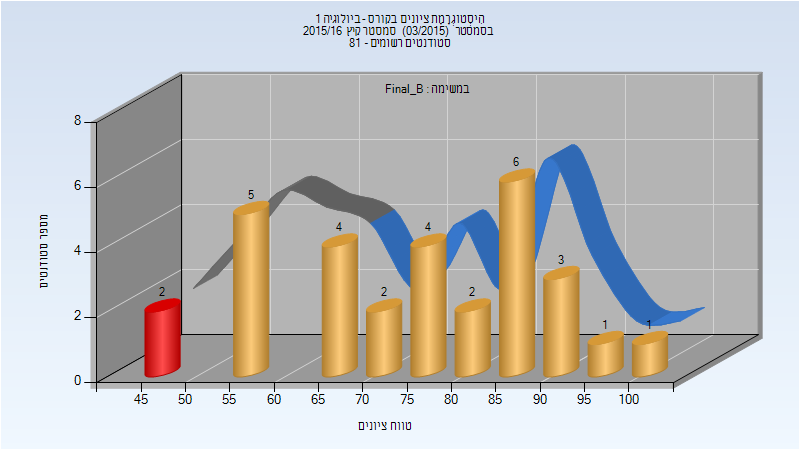 היסטוגרמת ציונים בקורס - ביולוגיה 1
בסמסטר (03/2015) סמסטר קיץ 2015/16
סטודנטים רשומים - 81
במשימה : Final_B
מספר סטודנטים
8
6
4
2
0
2
5
4
2
4
2
6
3
1
1
45 50 55 60 65 70 75 80 85 90 95 100
טווח ציונים